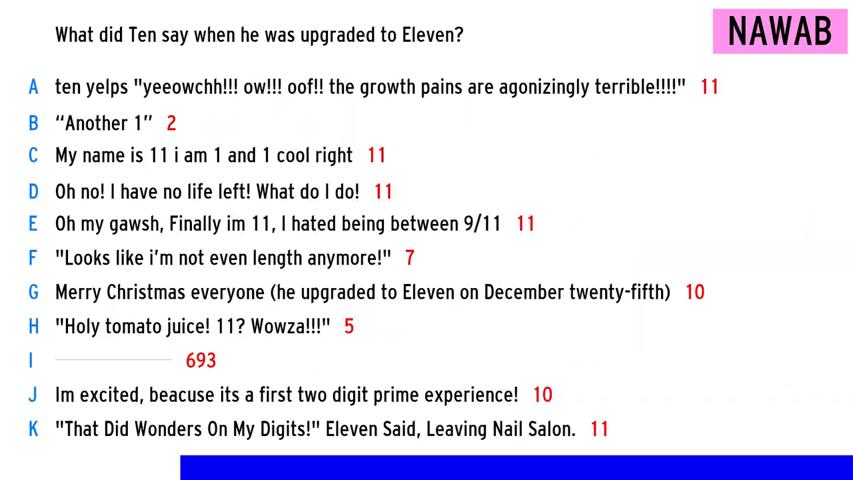 What did Ten say when he was upgraded to Eleven?
NAWAB
A ten yelps "yeeowchh!!! ow!!! oof!! the growth pains are agonizingly terrible!!!!" 11
B “Another 1” 2
C My name is 11 i am 1 and 1 cool right 11
D Oh no! I have no life left! What do I do! 11
E Oh my gawsh, Finally im 11, I hated being between 9/11 11
F "Looks like i’m not even length anymore!" 7
G Merry Christmas everyone (he upgraded to Eleven on December twenty-fifth) 10
H "Holy tomato juice! 11? Wowza!!!" 5
I 693
J Im excited, beacuse its a first two digit prime experience! 10
K "That Did Wonders On My Digits!" Eleven Said, Leaving Nail Salon. 11